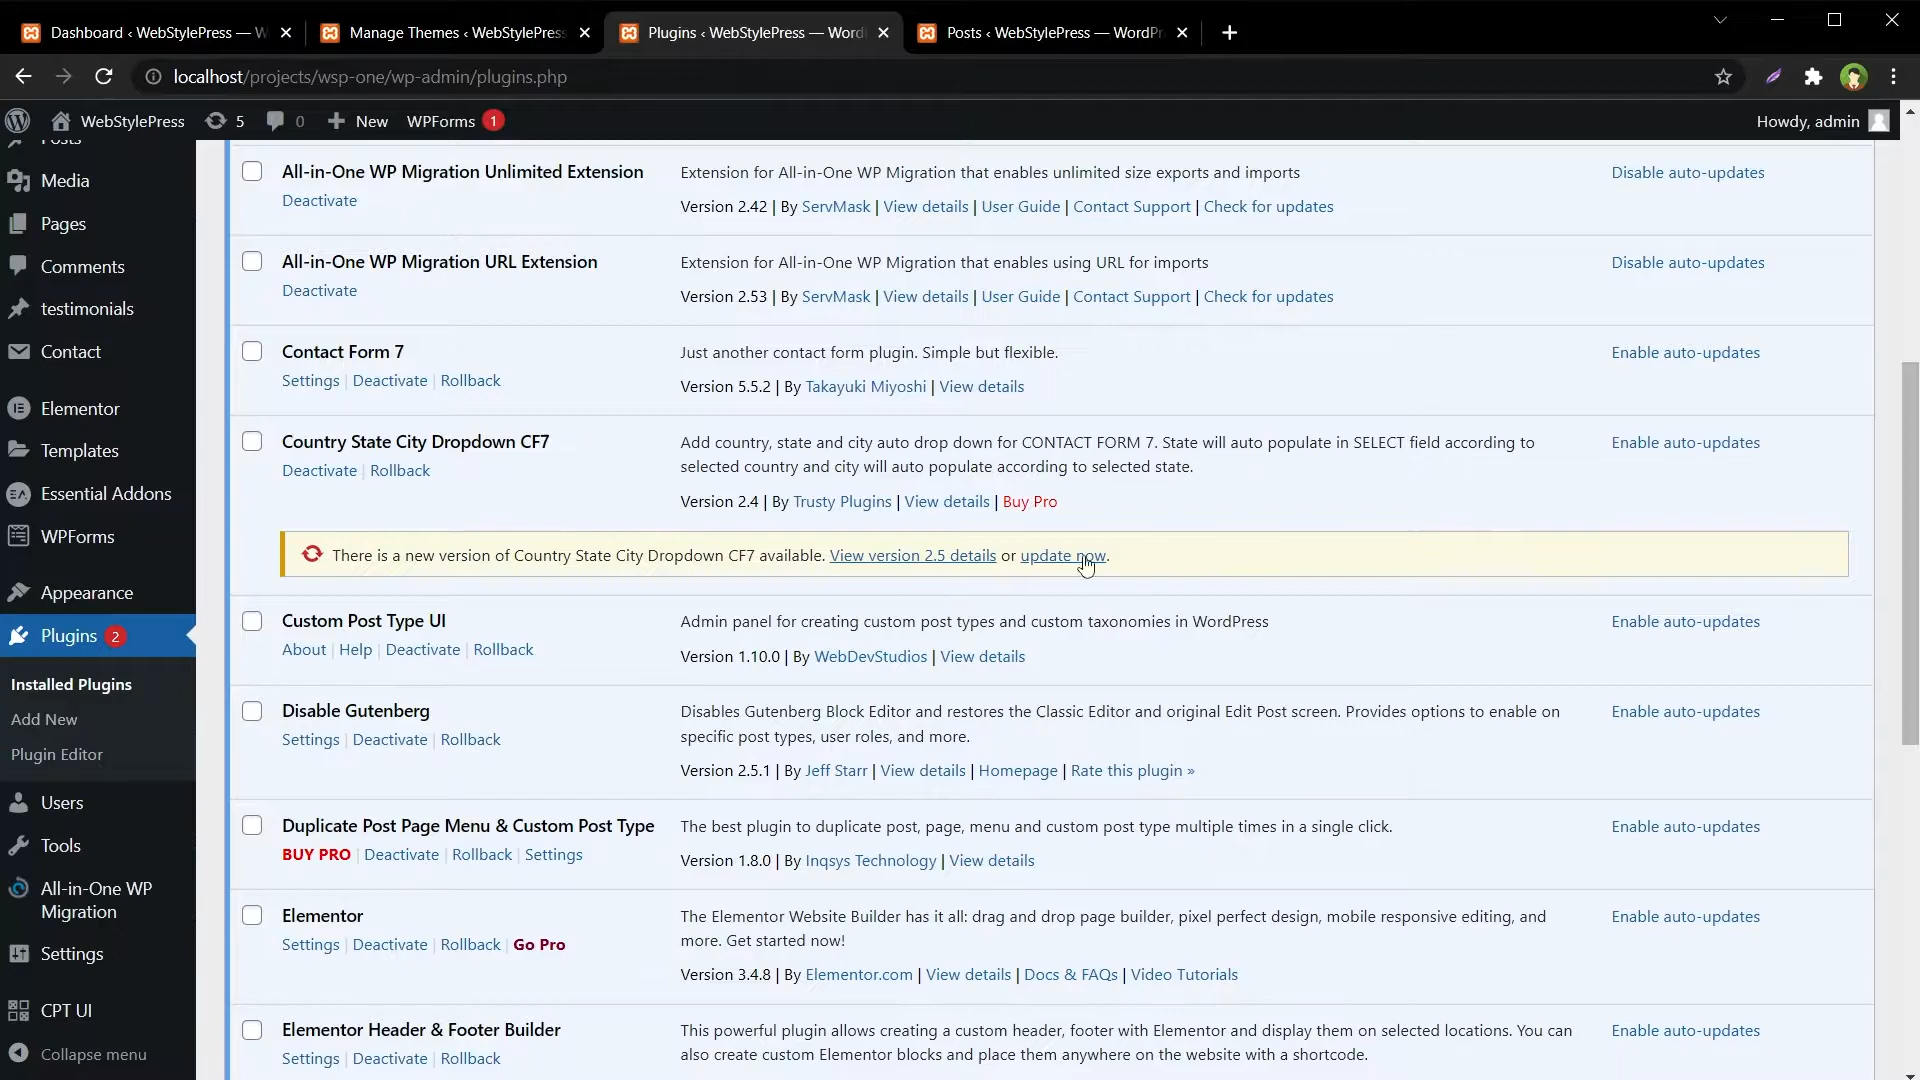 Dashboard ‹ WebStylePress — W
Manage Themes ‹ WebStylePress
Plugins ‹ WebStylePress — Word
Posts ‹ WebStylePress — WordPr
localhost/projects/wsp-one/wp-admin/plugins.php
WebStylePress
5
0
New
WPForms 1
Howdy, admin
Posts
Media
Pages
Comments
testimonials
Contact
Elementor
Templates
Essential Addons
WPForms
Appearance
Plugins 2
Installed Plugins
Add New
Plugin Editor
Users
Tools
All-in-One WP
Migration
Settings
CPT UI
Collapse menu
All-in-One WP Migration Unlimited Extension
Deactivate
Extension for All-in-One WP Migration that enables unlimited size exports and imports
Version 2.42 | By ServMask | View details | User Guide | Contact Support | Check for updates
Disable auto-updates
All-in-One WP Migration URL Extension
Deactivate
Extension for All-in-One WP Migration that enables using URL for imports
Version 2.53 | By ServMask | View details | User Guide | Contact Support | Check for updates
Disable auto-updates
Contact Form 7
Settings | Deactivate | Rollback
Just another contact form plugin. Simple but flexible.
Version 5.5.2 | By Takayuki Miyoshi | View details
Enable auto-updates
Country State City Dropdown CF7
Deactivate | Rollback
Add country, state and city auto drop down for CONTACT FORM 7. State will auto populate in SELECT field according to
selected country and city will auto populate according to selected state.
Version 2.4 | By Trusty Plugins | View details | Buy Pro
Enable auto-updates
There is a new version of Country State City Dropdown CF7 available. View version 2.5 details or update now.
Custom Post Type UI
About | Help | Deactivate | Rollback
Admin panel for creating custom post types and custom taxonomies in WordPress
Version 1.10.0 | By WebDevStudios | View details
Enable auto-updates
Disable Gutenberg
Settings | Deactivate | Rollback
Disables Gutenberg Block Editor and restores the Classic Editor and original Edit Post screen. Provides options to enable on
specific post types, user roles, and more.
Version 2.5.1 | By Jeff Starr | View details | Homepage | Rate this plugin »
Enable auto-updates
Duplicate Post Page Menu & Custom Post Type
BUY PRO | Deactivate | Rollback | Settings
The best plugin to duplicate post, page, menu and custom post type multiple times in a single click.
Version 1.8.0 | By Inqsys Technology | View details
Enable auto-updates
Elementor
Settings | Deactivate | Rollback | Go Pro
The Elementor Website Builder has it all: drag and drop page builder, pixel perfect design, mobile responsive editing, and
more. Get started now!
Version 3.4.8 | By Elementor.com | View details | Docs & FAQs | Video Tutorials
Enable auto-updates
Elementor Header & Footer Builder
Settings | Deactivate | Rollback
This powerful plugin allows creating a custom header, footer with Elementor and display them on selected locations. You can
also create custom Elementor blocks and place them anywhere on the website with a shortcode.
Enable auto-updates